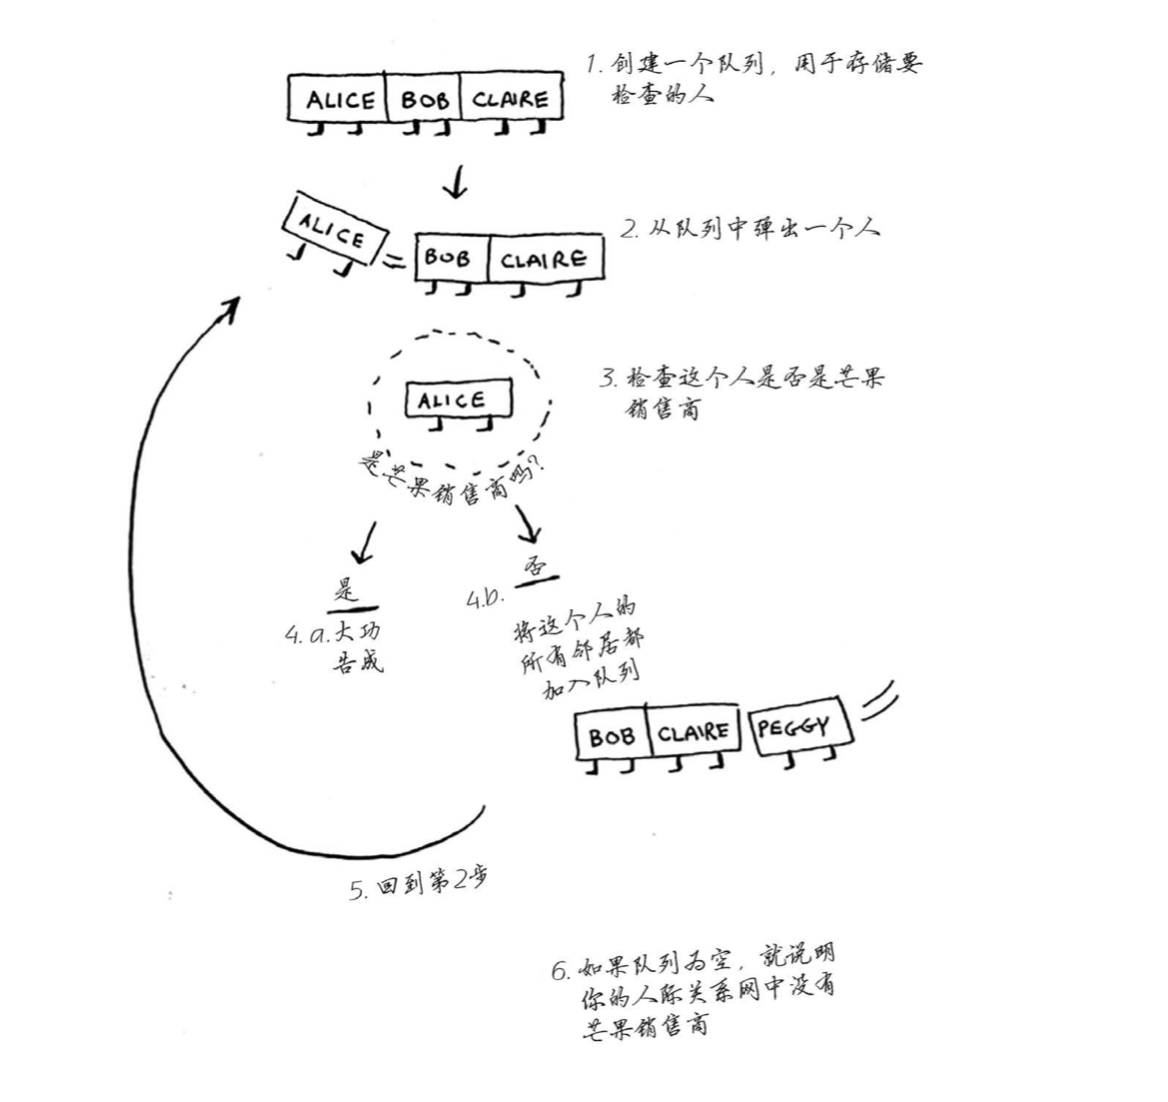 ALICE BOB CLAIRE
1. 创建一个队列，用于存储要
检查的人
ALICE
BOB CLAIRE
2. 从队列中弹出一个人
ALICE
3. 检查这个人是否是芒果
销售商
是芒果销售商吗?
是
4.a.大功
告成
否
4.b.
将这个人的
所有邻居都
加入队列
BOB CLAIRE PEGGY
5. 回到第2步
6. 如果队列为空，就说明
你的人际关系网中没有
芒果销售商